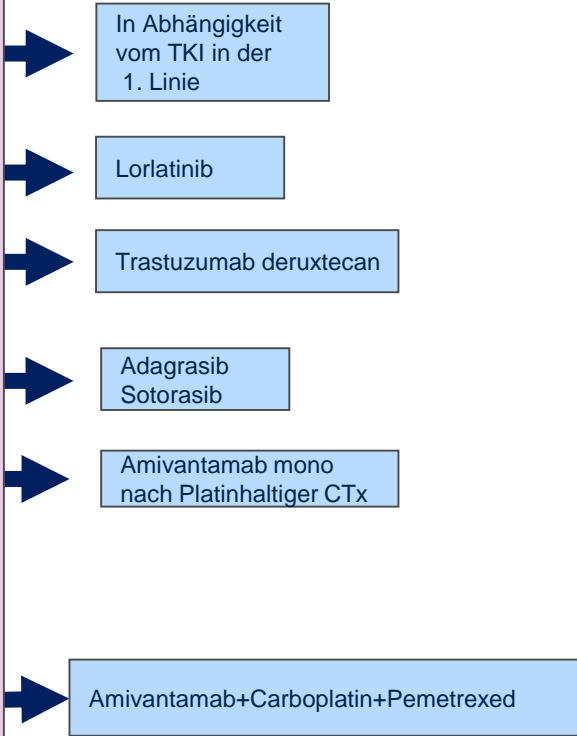 In Abhängigkeit
vom TKI in der
1. Linie
Lorlatinib
Trastuzumab deruxtecan
Adagrasib
Sotorasib
Amivantamab mono
nach Platinhaltiger CTx
Amivantamab+Carboplatin+Pemetrexed